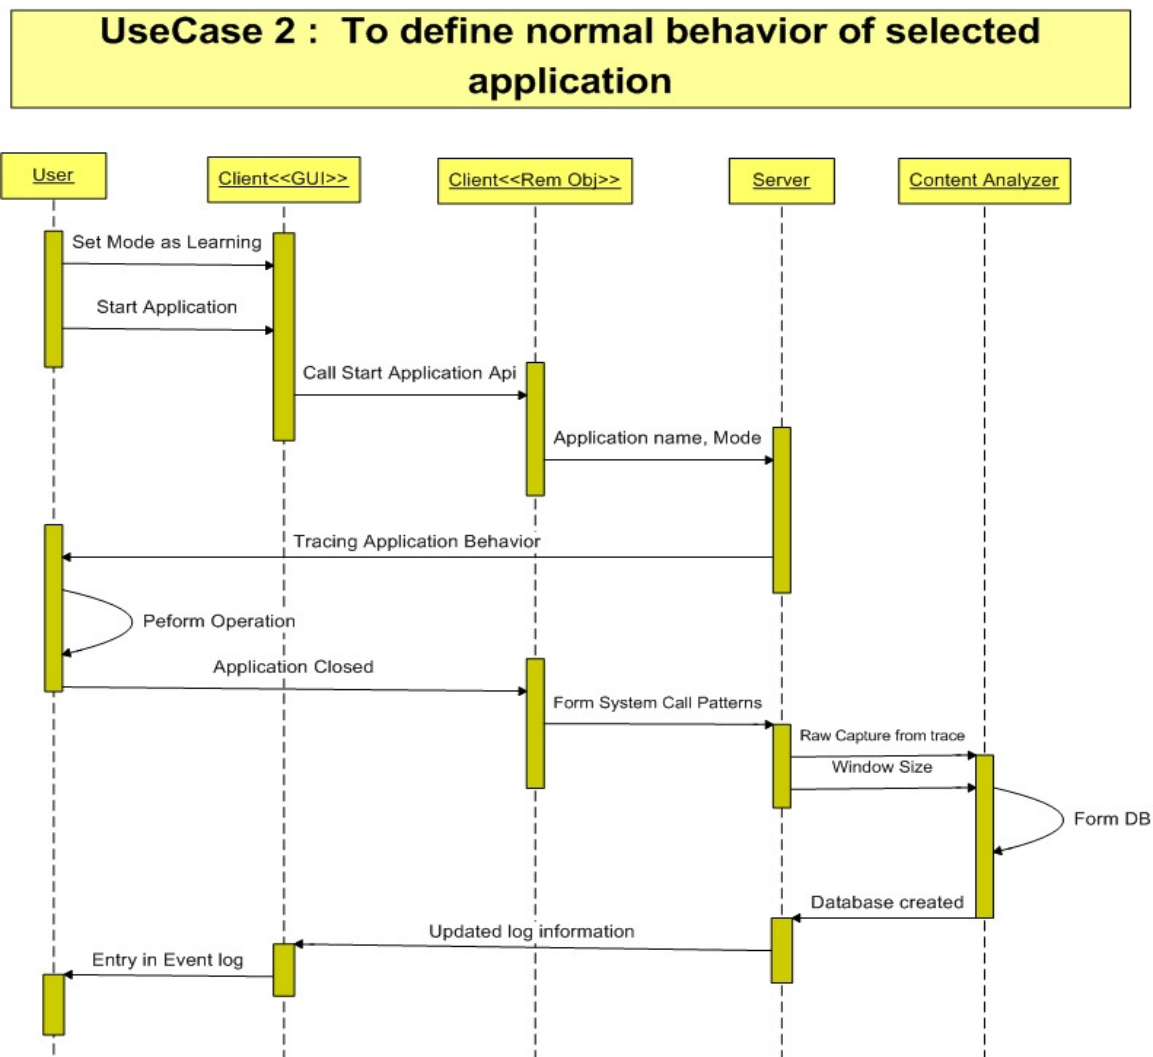 UseCase 2 :  To define normal behavior of selected
application
User
Client<<GUI>>
Client<<Rem Obj>>
Server
Content Analyzer
Set Mode as Learning
Start Application
Call Start Application Api
Application name, Mode
Tracing Application Behavior
Peform Operation
Application Closed
Form System Call Patterns
Raw Capture from trace
Window Size
Form DB
Database created
Updated log information
Entry in Event log